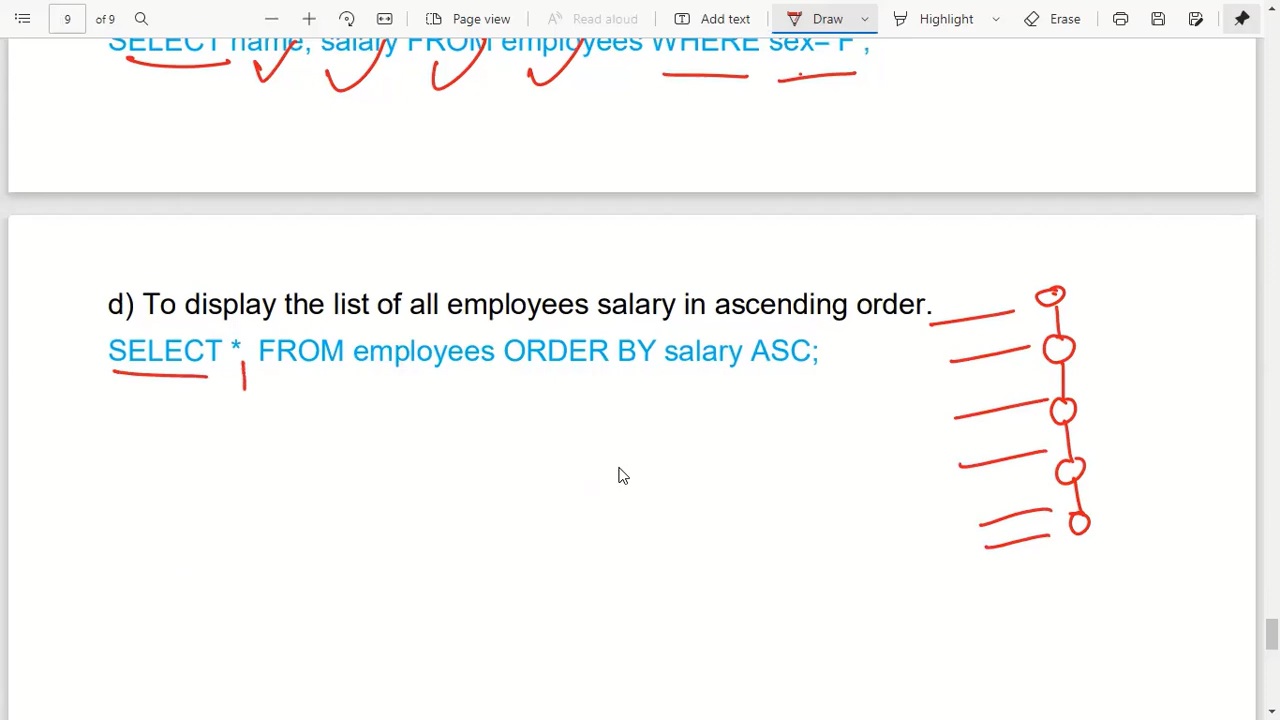 9 of 9 Page view Read aloud Add text Draw Highlight Erase
SELECT name, salary FROM employees WHERE sex='F';
d) To display the list of all employees salary in ascending order.
SELECT * FROM employees ORDER BY salary ASC;